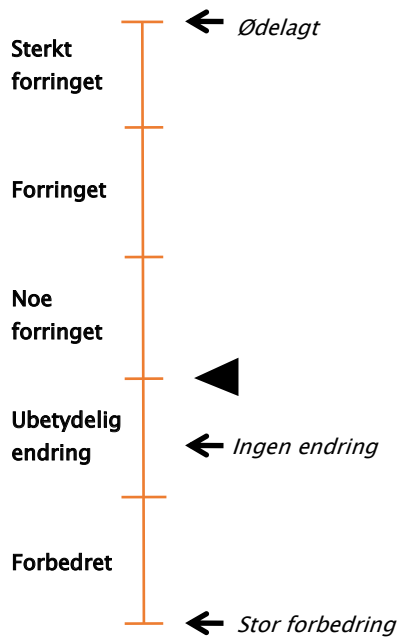 Ødelagt
Sterkt
forringet
Forringet
Noe
forringet
Ubetydelig
endring
Ingen endring
Forbedret
Stor forbedring